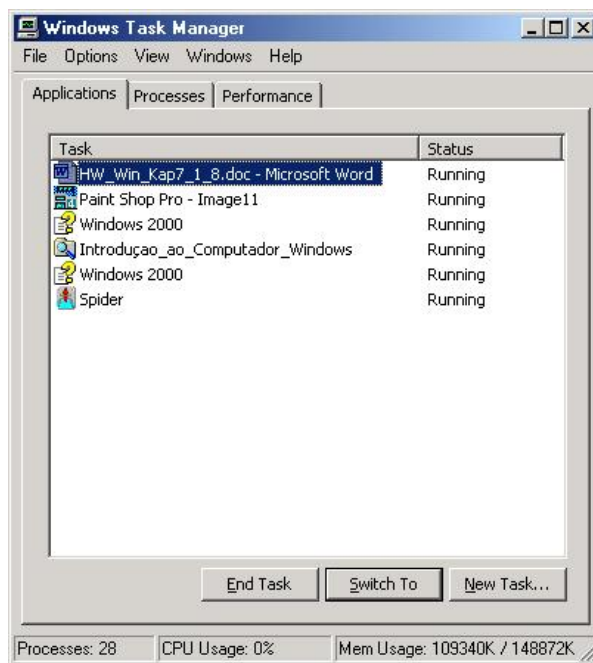 Windows Task Manager
File Options View Windows Help
Applications Processes Performance
Task Status
HW_Win_Kap7_1_8.doc - Microsoft Word Running
Paint Shop Pro - Image11 Running
Windows 2000 Running
Introduçao_ao_Computador_Windows Running
Windows 2000 Running
Spider Running
End Task Switch To New Task...
Processes: 28 CPU Usage: 0% Mem Usage: 109340K / 148872K